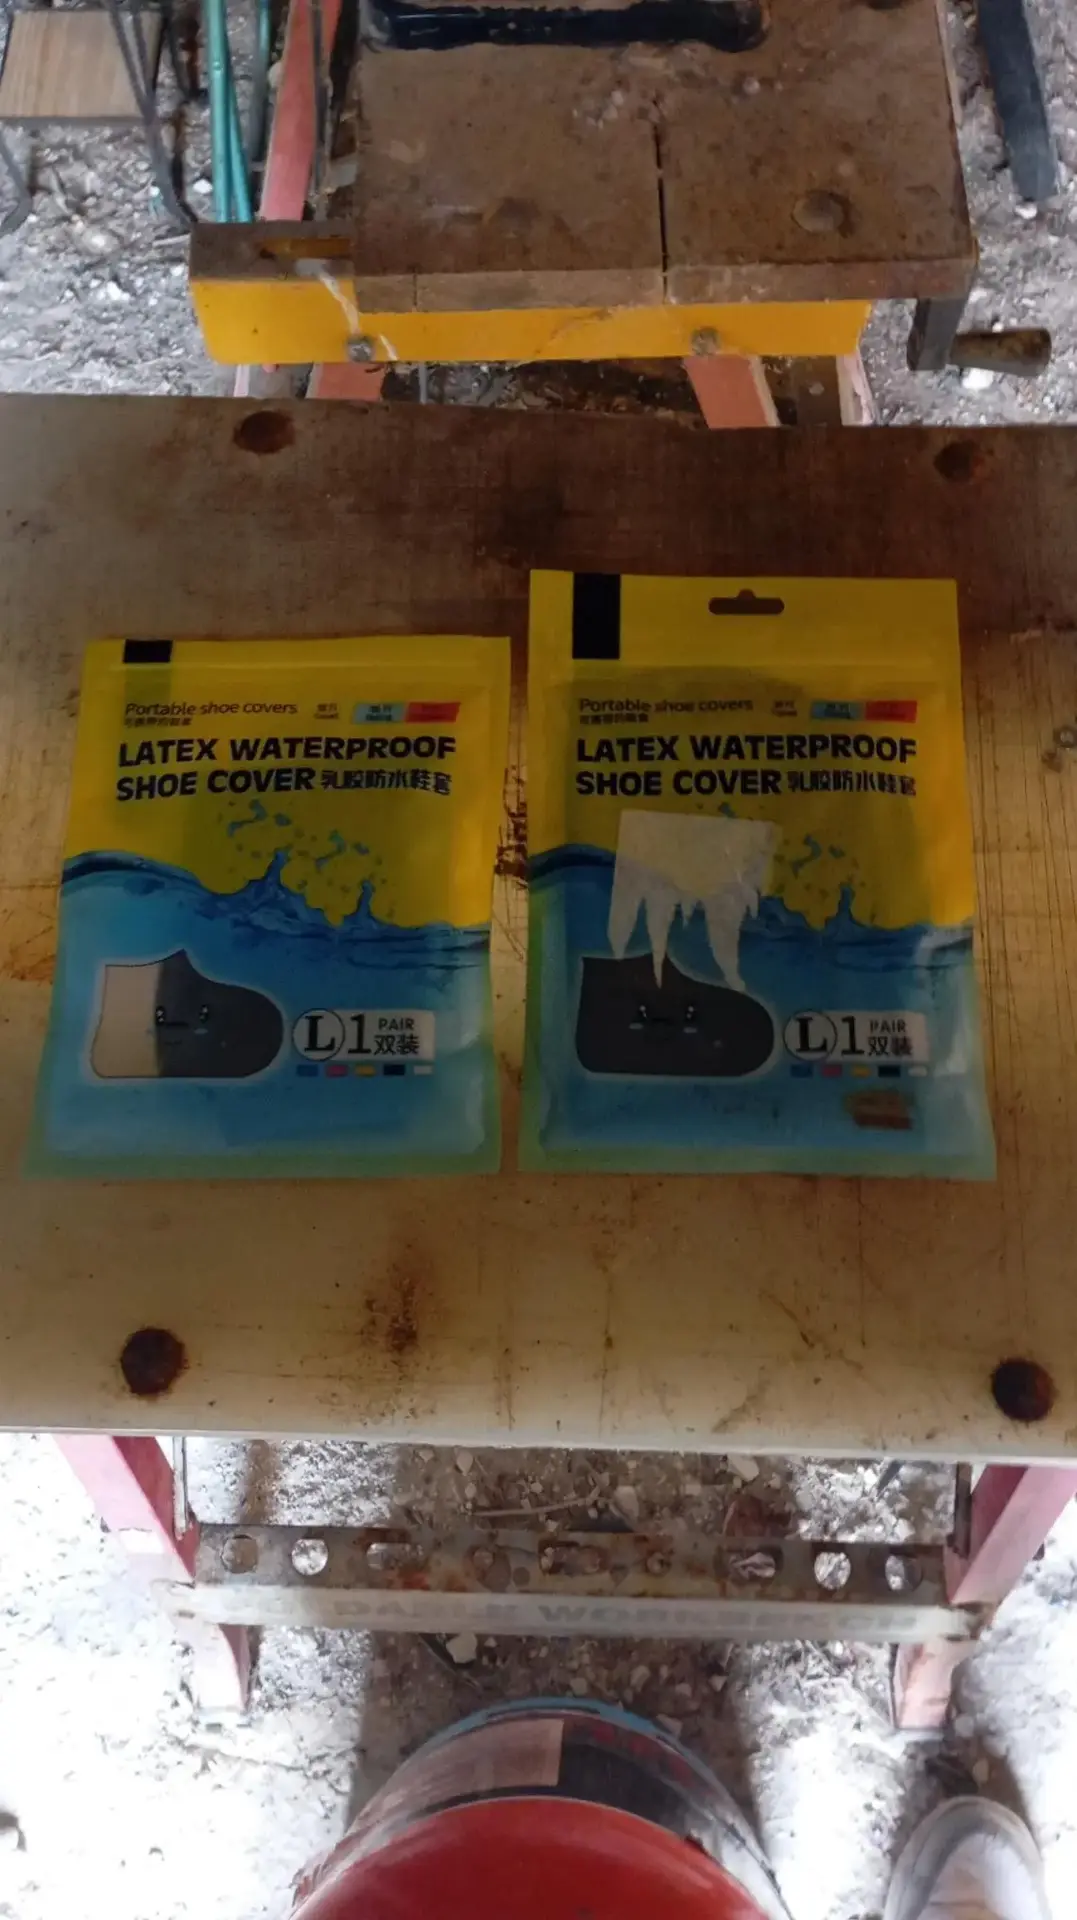 Portable shoe covers
LATEX WATERPROOF
SHOE COVER 乳胶防水鞋套
L 1 PAIR
双装
Portable shoe covers
LATEX WATERPROOF
SHOE COVER 乳胶防水鞋套
L 1 PAIR
双装